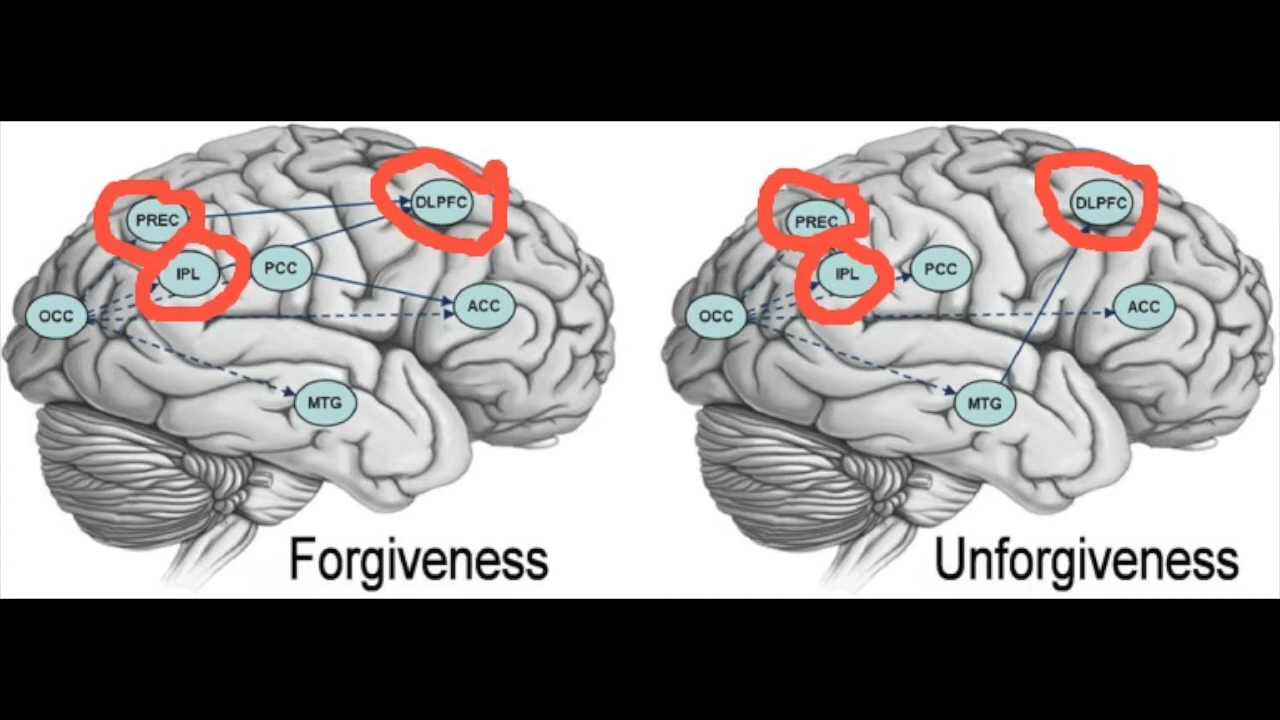 PREC
DLPFC
IPL
PCC
OCC
ACC
MTG
Forgiveness
PREC
DLPFC
IPL
PCC
OCC
ACC
MTG
Unforgiveness